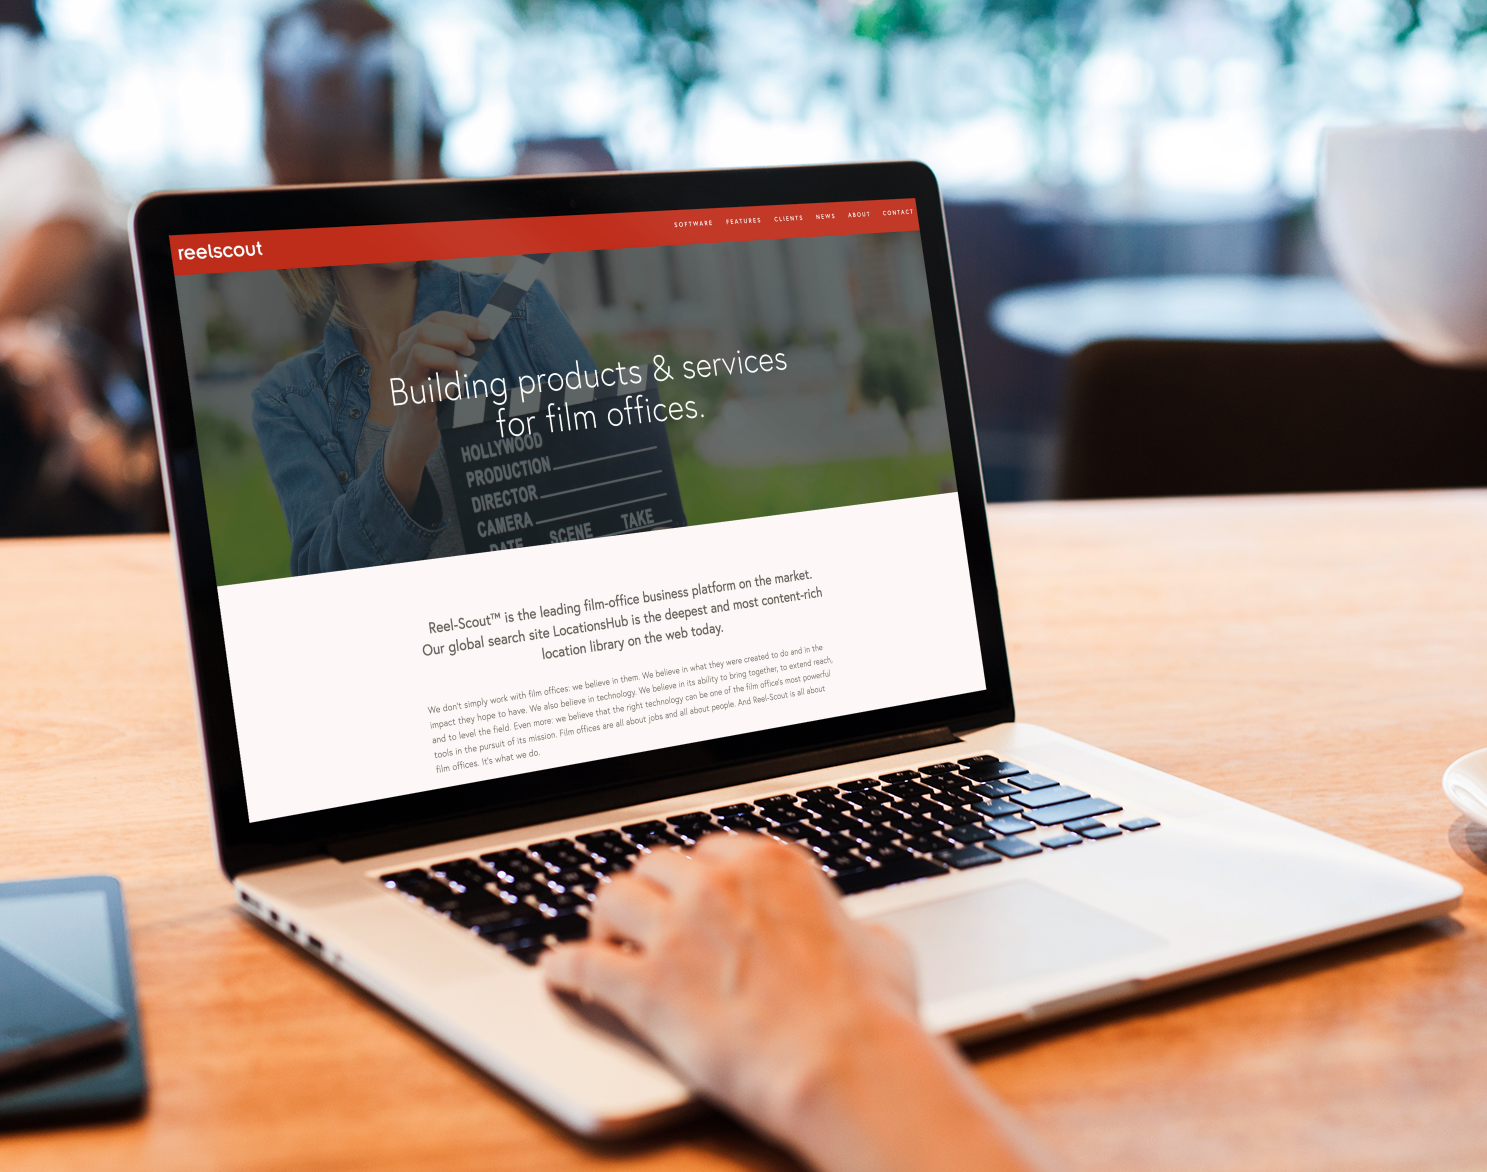 reelscout
SOFTWARE FEATURES CLIENTS NEWS ABOUT CONTACT
Building products & services
for film offices.
HOLLYWOOD
PRODUCTION
DIRECTOR
CAMERA
DATE SCENE TAKE
Reel-Scout™ is the leading film-office business platform on the market.
Our global search site LocationsHub is the deepest and most content-rich
location library on the web today.
We don't simply work with film offices: we believe in them. We believe in what they were created to do and in the
impact they hope to have. We also believe in technology. We believe in its ability to bring together, to extend reach,
and to level the field. Even more: we believe that the right technology can be one of the film office's most powerful
tools in the pursuit of its mission. Film offices are all about jobs and all about people. And Reel-Scout is all about
film offices. It's what we do.